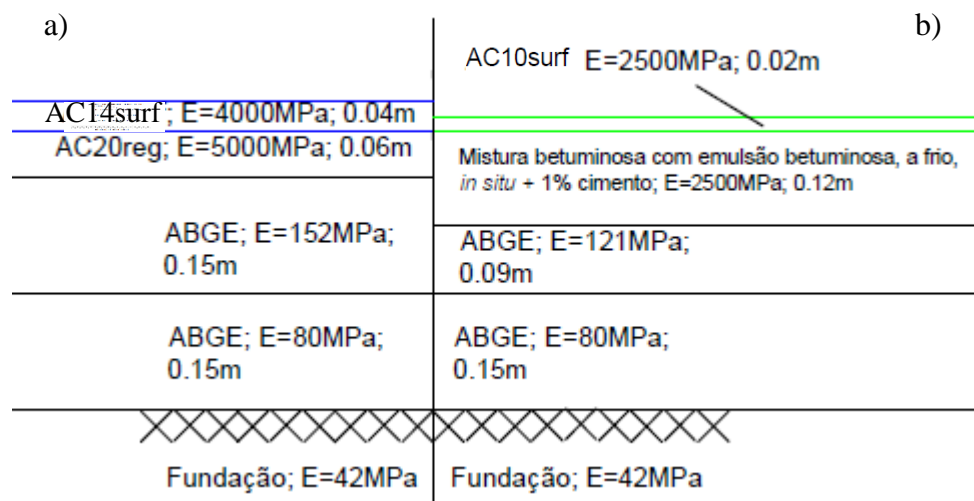 a)
AC14surf ; E=4000MPa; 0.04m
AC20reg; E=5000MPa; 0.06m
ABGE; E=152MPa;
0.15m
ABGE; E=80MPa;
0.15m
Fundação; E=42MPa
b)
AC10surf E=2500MPa; 0.02m
Mistura betuminosa com emulsão betuminosa, a frio,
in situ + 1% cimento; E=2500MPa; 0.12m
ABGE; E=121MPa;
0.09m
ABGE; E=80MPa;
0.15m
Fundação; E=42MPa